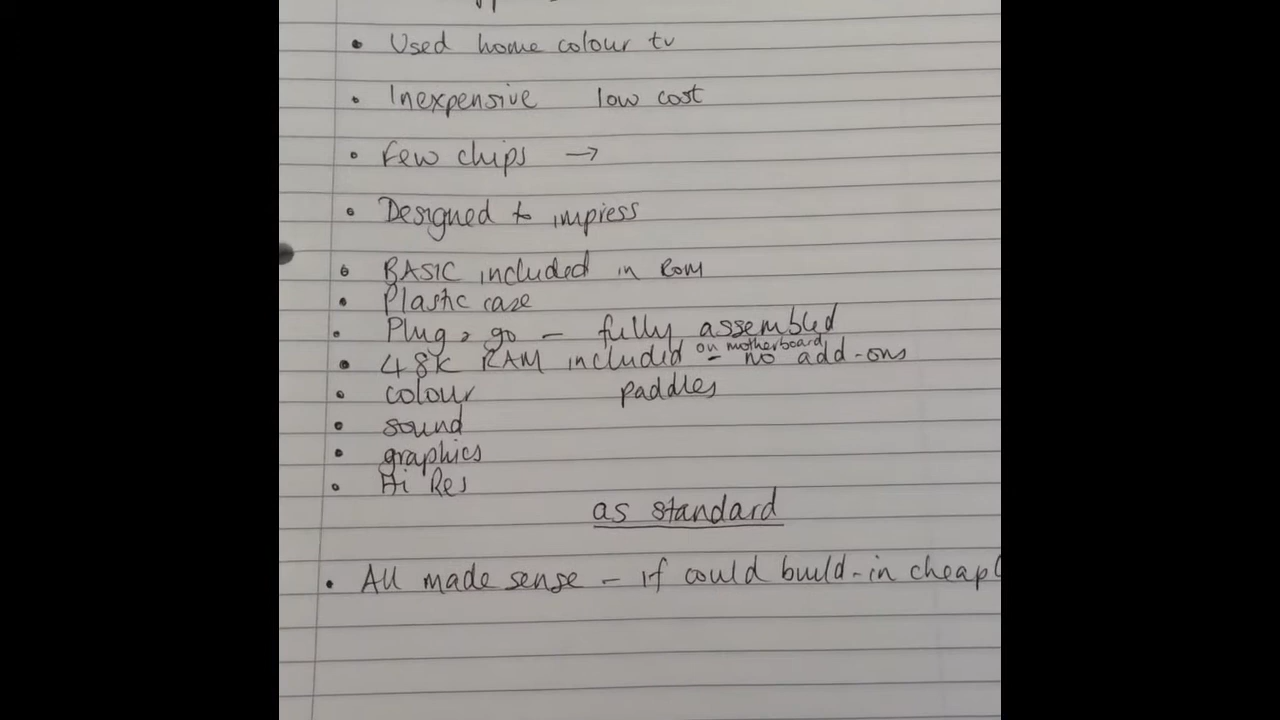 • Used home colour tv
• Inexpensive low cost
• Few chips →
• Designed to impress
• BASIC included in ROM
• Plastic case
• Plug & go – fully assembled
on motherboard
• 48K RAM included – no add-ons
• colour paddles
• sound
• graphics
• Hi Res
as standard
• All made sense – if could build-in cheapl